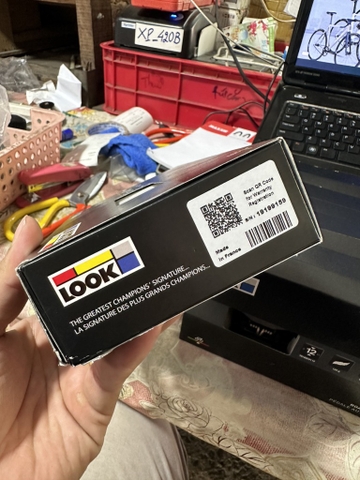 XP-420B
LOOK
THE GREATEST CHAMPIONS' SIGNATURE...
LA SIGNATURE DES PLUS GRANDS CHAMPIONS...
Scan QR Code
for Warranty
Registration
S/N: 19199159
Made
in France
12